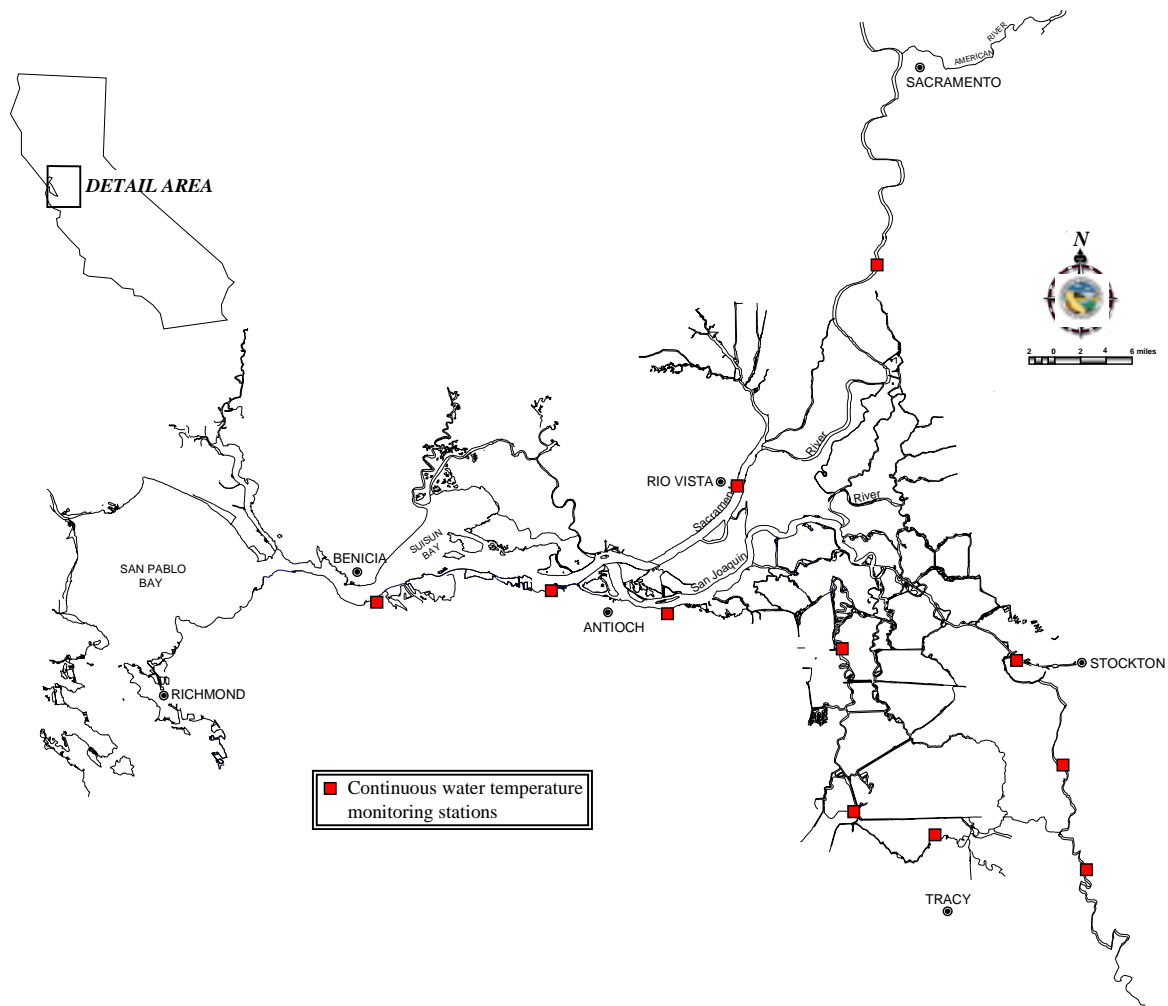 RIVER
AMERICAN
SACRAMENTO
DETAIL AREA
N
2 0 2 4 6 miles
River
RIO VISTA
River
Sacramen
SUISUN
BAY
BENICIA
SAN PABLO
BAY
San Joaquin
ANTIOCH
STOCKTON
RICHMOND
Continuous water temperature
monitoring stations
TRACY